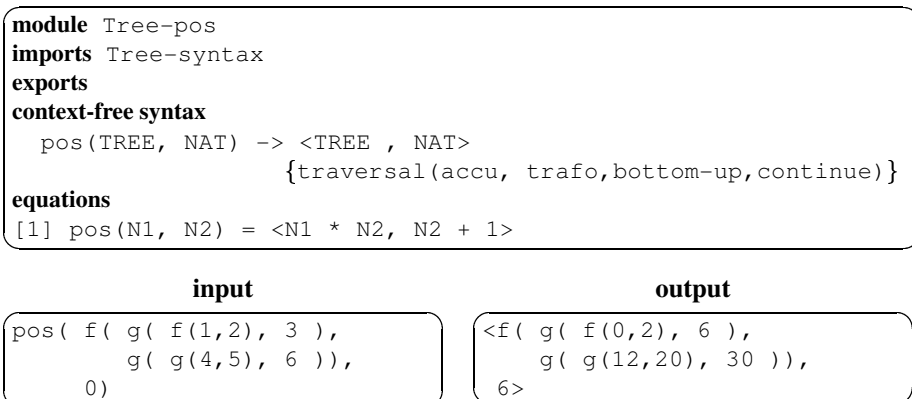 module Tree-pos
imports Tree-syntax
exports
context-free syntax
pos(TREE, NAT) -> <TREE , NAT>
{traversal(accu, trafo,bottom-up,continue)}
equations
[1] pos(N1, N2) = <N1 * N2, N2 + 1>
input
pos( f( g( f(1,2), 3 ),
g( g(4,5), 6 )),
0)
output
<f( g( f(0,2), 6 ),
g( g(12,20), 30 )),
6>